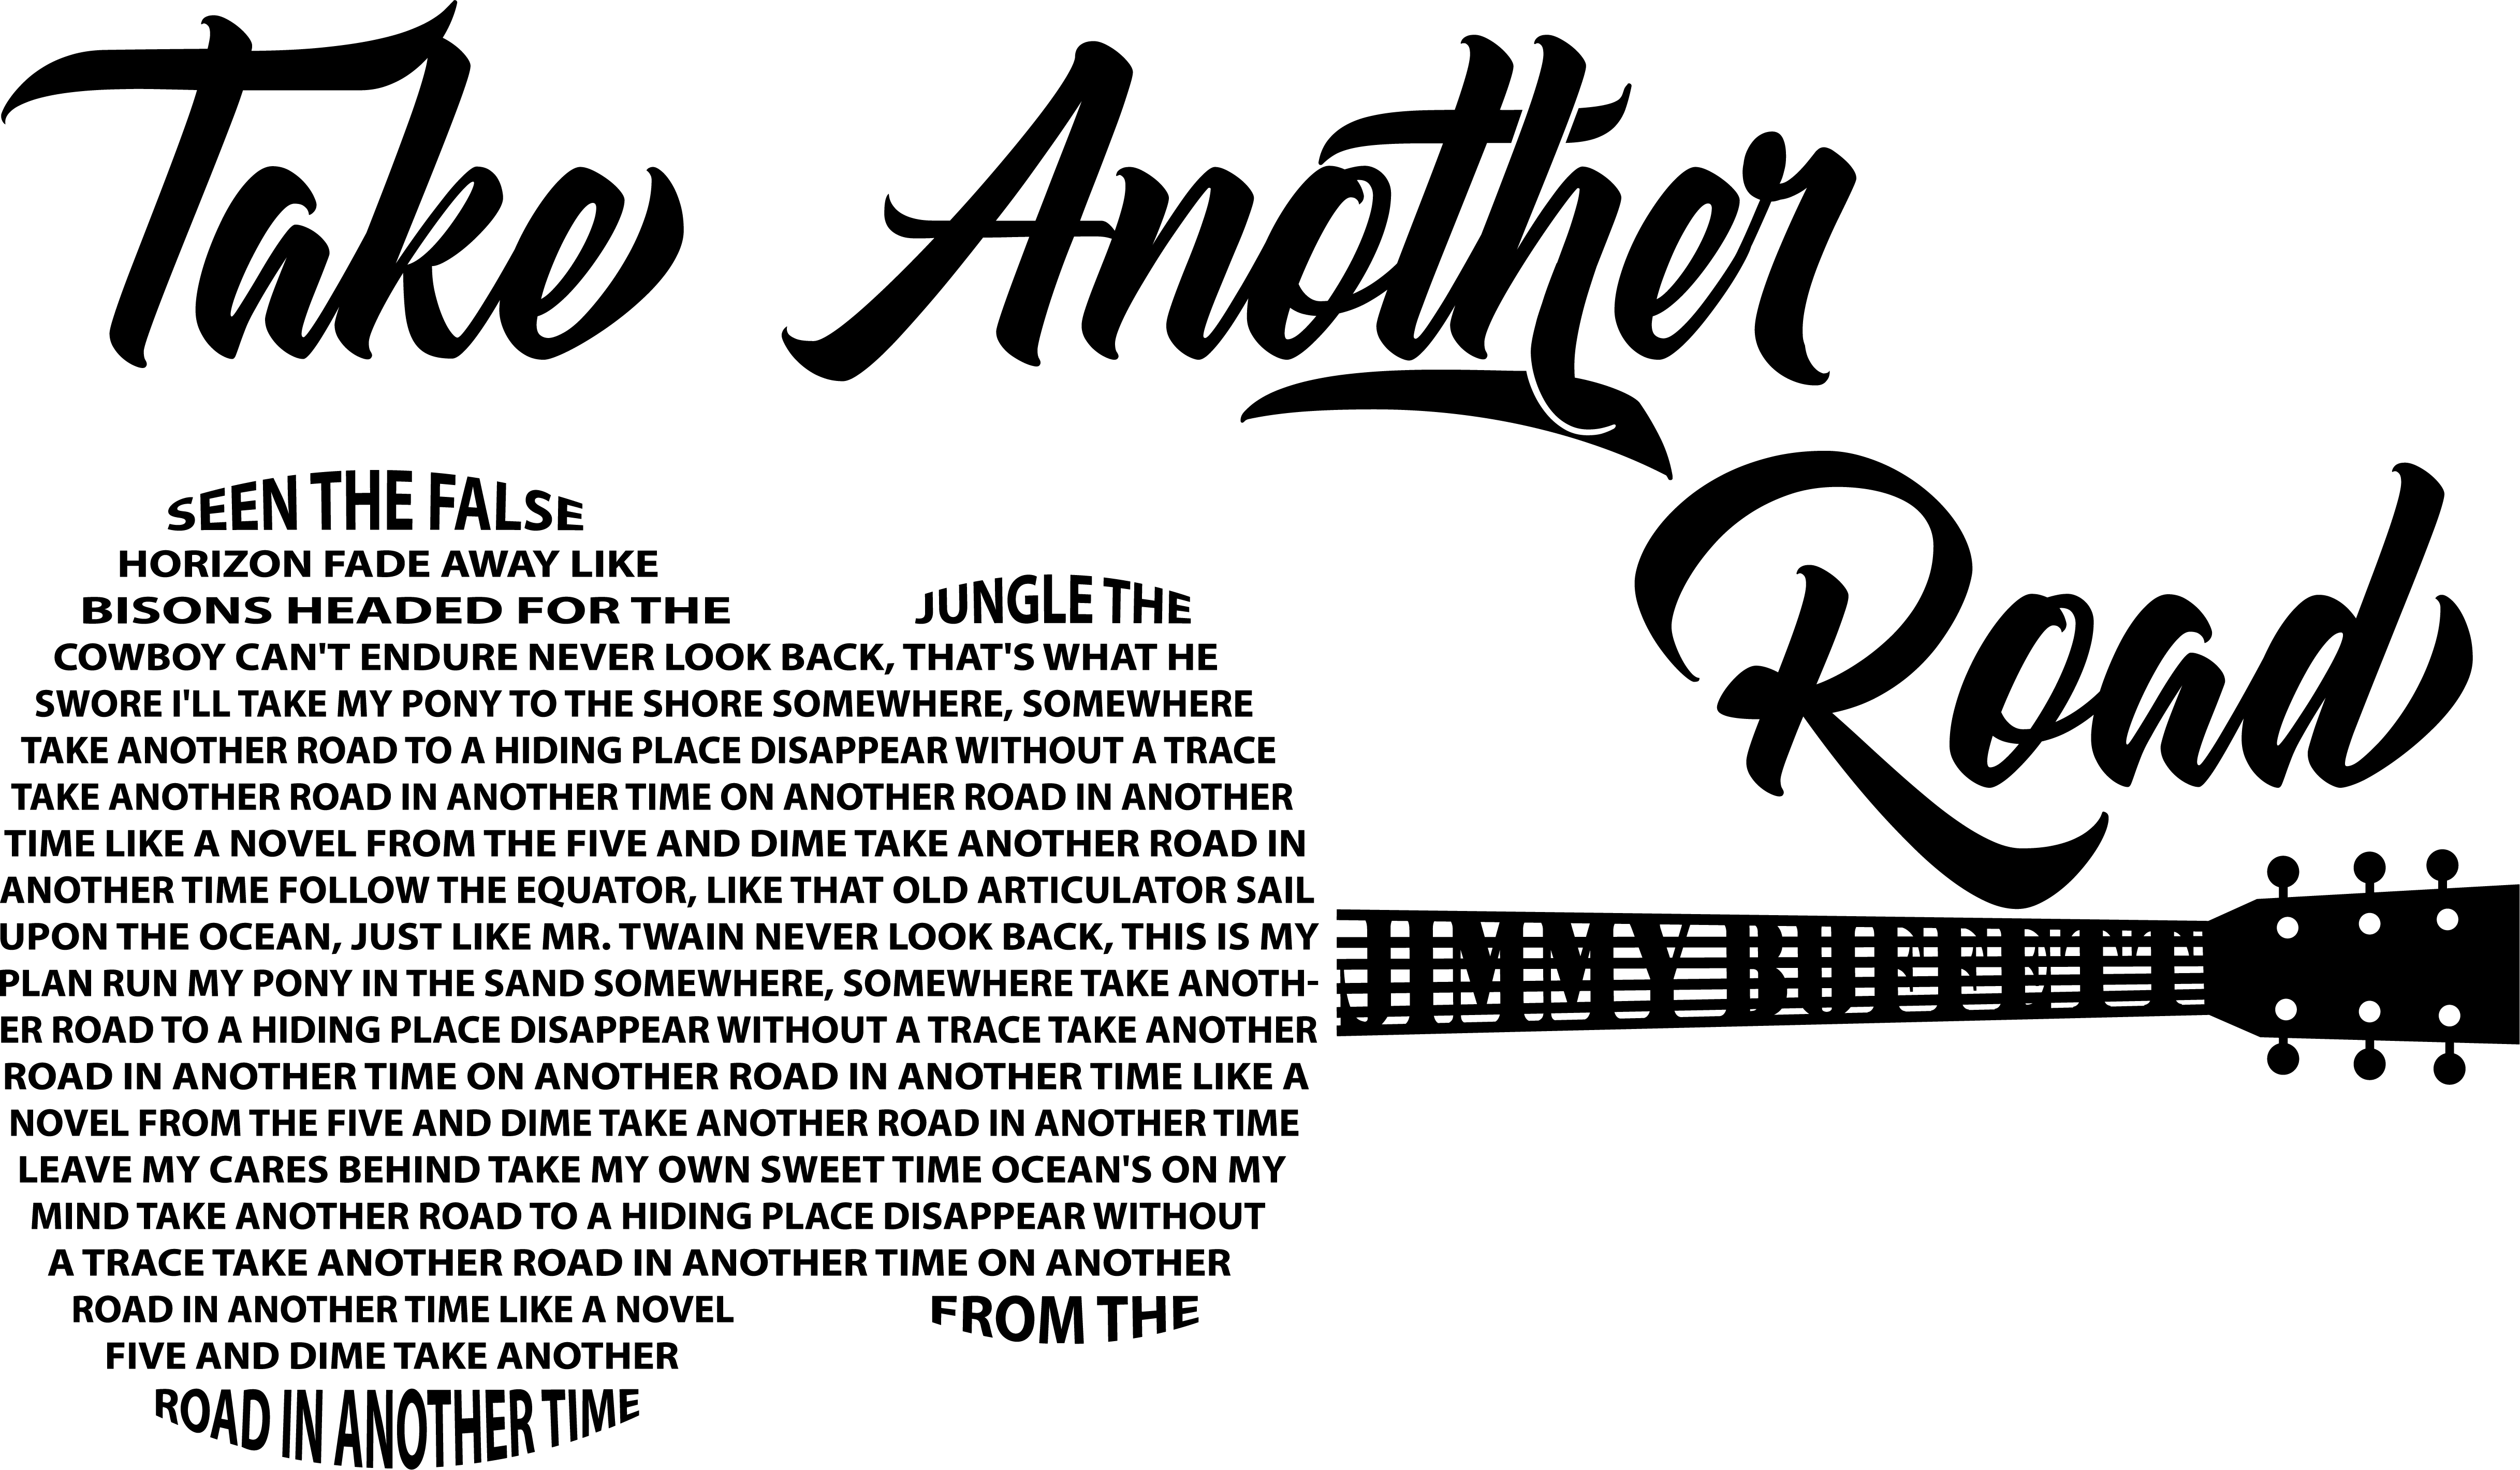 Take Another
Road
SEEN THE FALSE
HORIZON FADE AWAY LIKE
BISONS HEADED FOR THE JUNGLE THE
COWBOY CAN'T ENDURE NEVER LOOK BACK, THAT'S WHAT HE
SWORE I'LL TAKE MY PONY TO THE SHORE SOMEWHERE, SOMEWHERE
TAKE ANOTHER ROAD TO A HIDING PLACE DISAPPEAR WITHOUT A TRACE
TAKE ANOTHER ROAD IN ANOTHER TIME ON ANOTHER ROAD IN ANOTHER
TIME LIKE A NOVEL FROM THE FIVE AND DIME TAKE ANOTHER ROAD IN
ANOTHER TIME FOLLOW THE EQUATOR, LIKE THAT OLD ARTICULATOR SAIL
UPON THE OCEAN, JUST LIKE MR. TWAIN NEVER LOOK BACK, THIS IS MY
PLAN RUN MY PONY IN THE SAND SOMEWHERE, SOMEWHERE TAKE ANOTH-
ER ROAD TO A HIDING PLACE DISAPPEAR WITHOUT A TRACE TAKE ANOTHER
ROAD IN ANOTHER TIME ON ANOTHER ROAD IN ANOTHER TIME LIKE A
NOVEL FROM THE FIVE AND DIME TAKE ANOTHER ROAD IN ANOTHER TIME
LEAVE MY CARES BEHIND TAKE MY OWN SWEET TIME OCEAN'S ON MY
MIND TAKE ANOTHER ROAD TO A HIDING PLACE DISAPPEAR WITHOUT
A TRACE TAKE ANOTHER ROAD IN ANOTHER TIME ON ANOTHER
ROAD IN ANOTHER TIME LIKE A NOVEL FROM THE
FIVE AND DIME TAKE ANOTHER
ROAD IN ANOTHER TIME
JIMMY